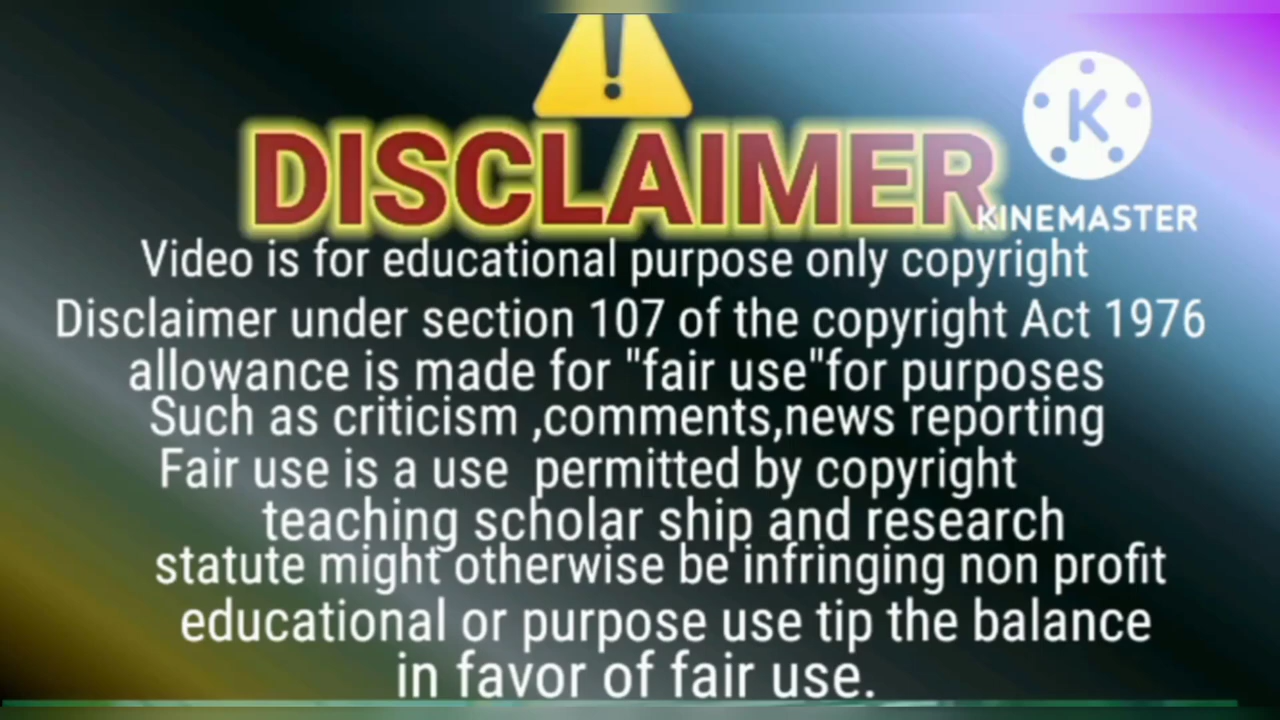 DISCLAIMER
K
KINEMASTER
Video is for educational purpose only copyright
Disclaimer under section 107 of the copyright Act 1976
allowance is made for "fair use"for purposes
Such as criticism ,comments,news reporting
Fair use is a use permitted by copyright
teaching scholar ship and research
statute might otherwise be infringing non profit
educational or purpose use tip the balance
in favor of fair use.